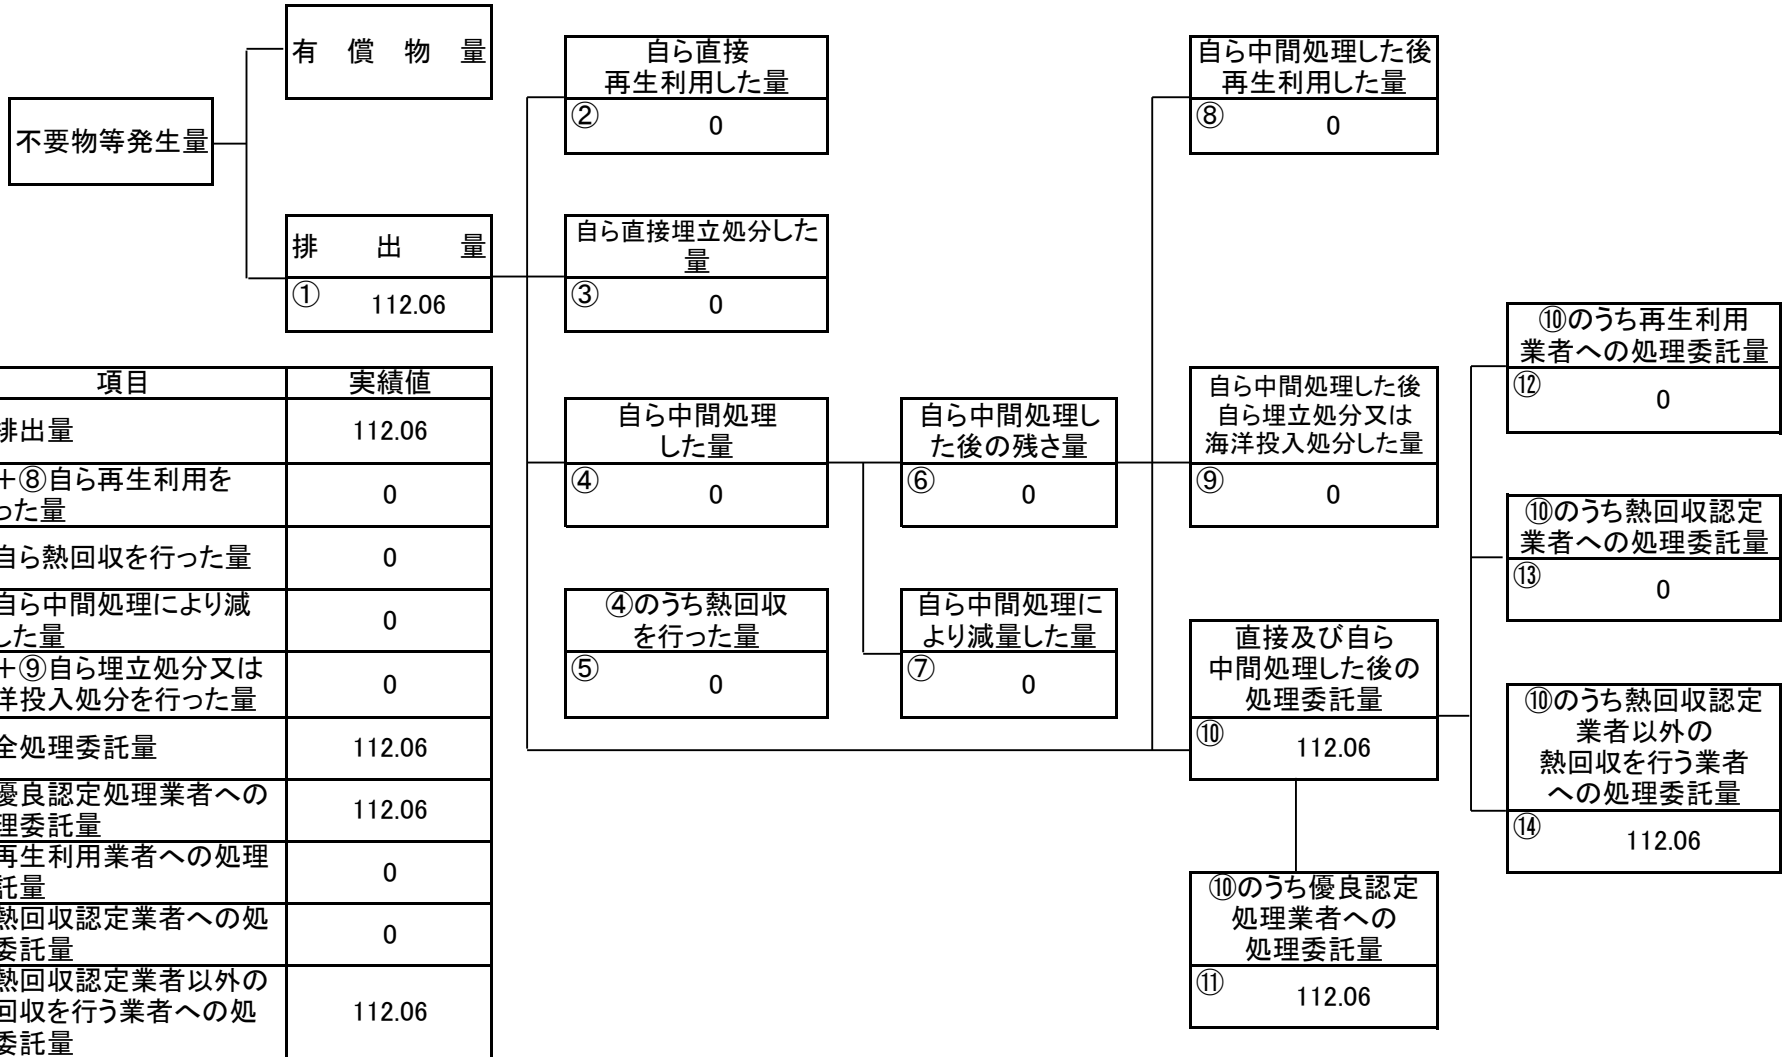 不要物等発生量
有　償　物　量
排　　出　　量
① 112.06
自ら直接
再生利用した量
② 0
自ら直接埋立処分した
量
③ 0
自ら中間処理
した量
④ 0
④のうち熱回収
を行った量
⑤ 0
自ら中間処理し
た後の残さ量
⑥ 0
自ら中間処理に
より減量した量
⑦ 0
自ら中間処理した後
再生利用した量
⑧ 0
自ら中間処理した後
自ら埋立処分又は
海洋投入処分した量
⑨ 0
直接及び自ら
中間処理した後の
処理委託量
⑩ 112.06
⑩のうち優良認定
処理業者への
処理委託量
⑪ 112.06
⑩のうち再生利用
業者への処理委託量
⑫ 0
⑩のうち熱回収認定
業者への処理委託量
⑬ 0
⑩のうち熱回収認定
業者以外の
熱回収を行う業者
への処理委託量
⑭ 112.06
項目 実績値
排出量 112.06
＋⑧自ら再生利用を
った量 0
自ら熱回収を行った量 0
自ら中間処理により減
した量 0
＋⑨自ら埋立処分又は
洋投入処分を行った量 0
全処理委託量 112.06
優良認定処理業者への
理委託量 112.06
再生利用業者への処理
託量 0
熱回収認定業者への処
委託量 0
熱回収認定業者以外の
回収を行う業者への処
委託量 112.06